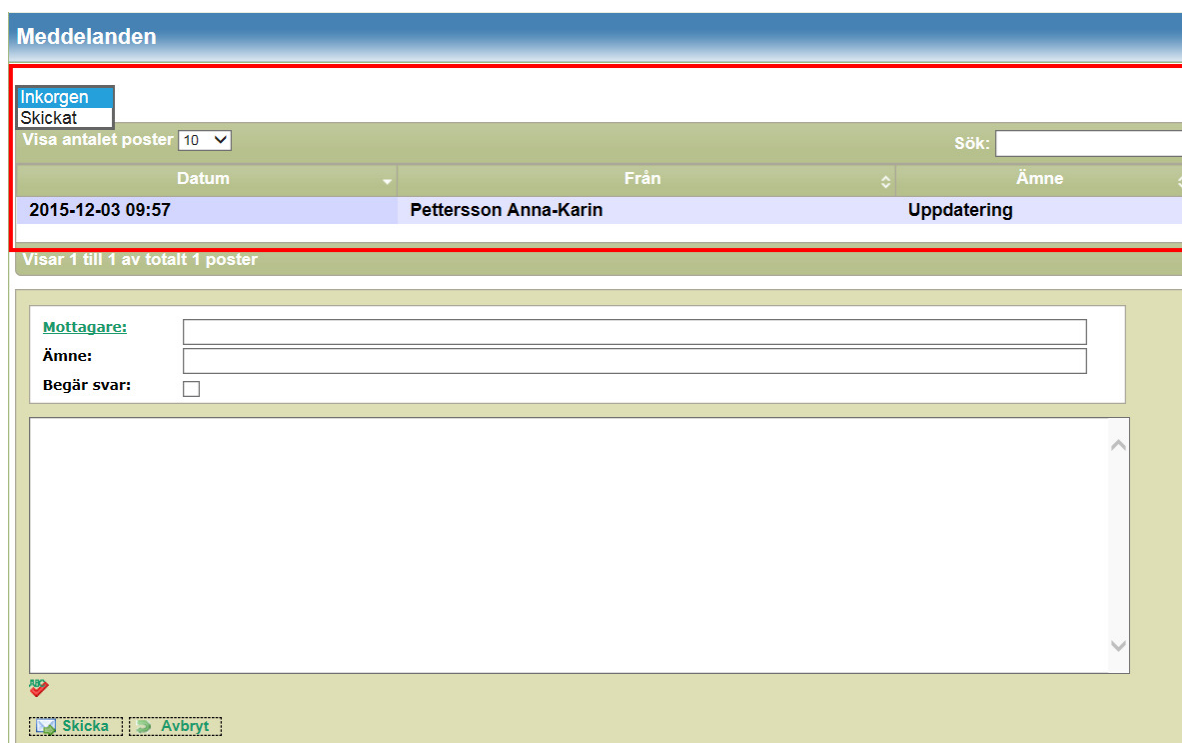 Meddelanden
Inkorgen
Skickat
Visa antalet poster 10 Sök:
Datum Från Ämne
2015-12-03 09:57 Pettersson Anna-Karin Uppdatering
Visar 1 till 1 av totalt 1 poster
Mottagare:
Ämne:
Begär svar:
ABC
Skicka Avbryt